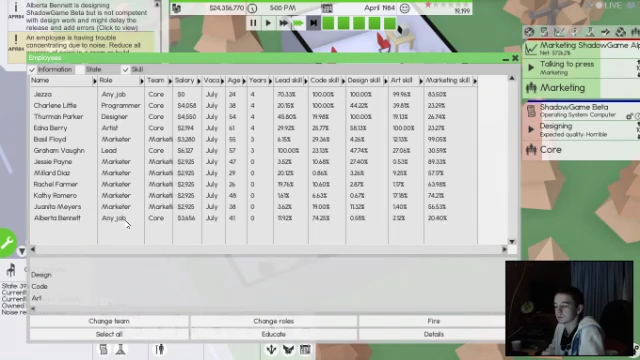 Alberta Bennett is designing
ShadowGame Beta but is not competent
with design work and might delay the
release and add errors (Click to view)
An employee is having trouble
concentrating due to noise. Reduce all
$24,356,770
5:00 PM
April 1984
19,199
LIVE
Marketing ShadowGame Al
Talking to press
Marketing
Marketing
ShadowGame Beta
Operating System Computer
Designing
Expected quality: Horrible
Core
Employees
Information State Skill
Name Role Team Salary Vaca Age Years Lead skill Code skill Design skill Art skill Marketing skill
Jezza Any job Core $0 July 24 4 70.33% 100.00% 100.00% 99.96% 83.50%
Charlene Little Programmer Core $4,058 July 38 4 20.15% 100.00% 44.22% 39.81% 23.29%
Thurman Parker Designer Core $4,550 July 54 4 45.80% 19.98% 100.00% 19.13% 26.74%
Edna Berry Artist Core $2,794 July 61 4 29.92% 25.77% 58.13% 100.00% 23.27%
Basil Floyd Marketer Marketi $3,280 July 55 3 6.15% 29.36% 4.26% 12.13% 99.05%
Graham Vaughn Lead Core $6,127 July 57 3 100.00% 23.13% 47.74% 27.06% 30.59%
Jessie Payne Marketer Marketi $2,925 July 47 0 3.52% 10.68% 27.40% 0.53% 89.33%
Millard Diaz Marketer Marketi $2,925 July 29 0 20.12% 0.86% 3.26% 9.25% 57.17%
Rachel Farmer Marketer Marketi $2,925 July 26 0 19.76% 10.60% 2.87% 1.17% 63.98%
Kathy Romero Marketer Marketi $2,925 July 48 0 1.61% 6.63% 0.67% 17.18% 74.21%
Juanita Meyers Marketer Marketi $2,925 July 38 0 3.62% 19.00% 11.32% 1.40% 56.53%
Alberta Bennett Any job Core $3,656 July 41 0 11.92% 74.25% 0.58% 2.12% 20.40%
Design
Code
Art
Change team Change roles Fire
Select all Educate Details